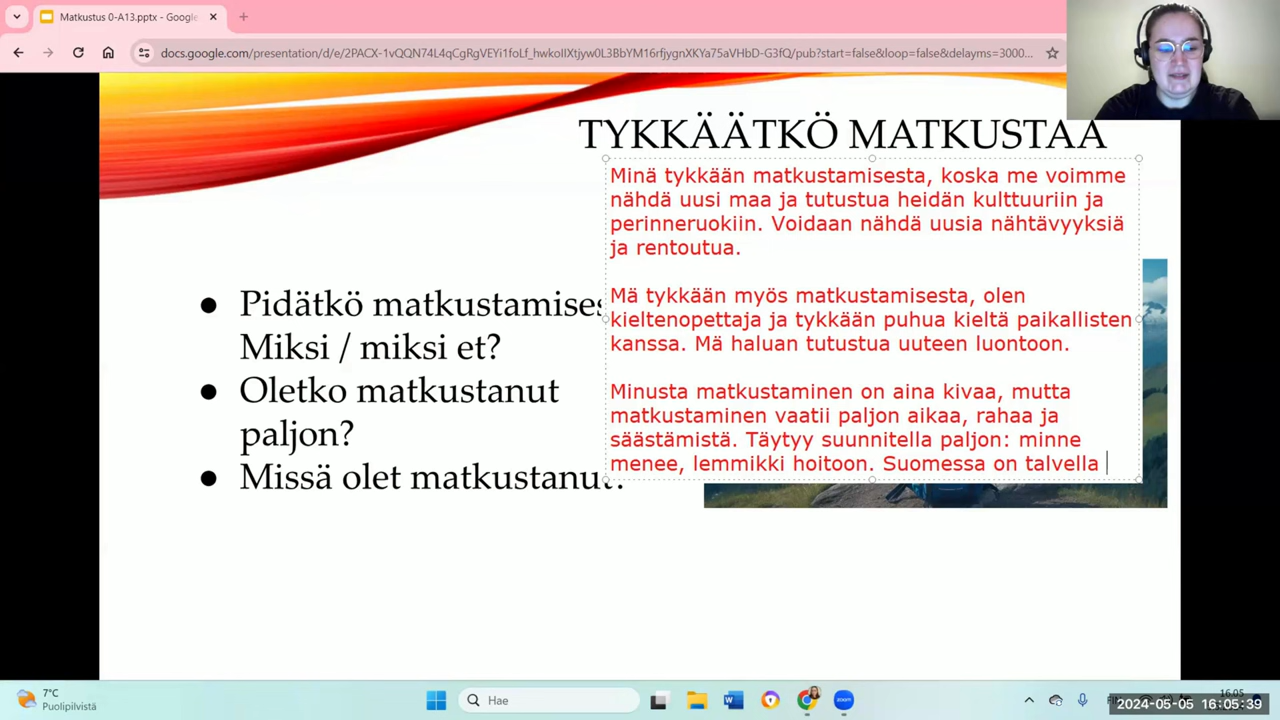 Matkustus 0-A13.pptx - Google
docs.google.com/presentation/d/e/2PACX-1vQQN74L4qCgnEUrEYi1foLf_hwkoIIXtjyw0L3BbYM16rfjygnXKYa75aVHbD-G3fQ/pub?start=false&loop=false&delayms=3000...
TYKKÄÄTKÖ MATKUSTAA
Minä tykkään matkustamisesta, koska me voimme
nähdä uusi maa ja tutustua heidän kulttuuriin ja
perinneruokiin. Voidaan nähdä uusia nähtävyyksiä
ja rentoutua.
Mä tykkään myös matkustamisesta, olen
kieltenopettaja ja tykkään puhua kieltä paikallisten
kanssa. Mä haluan tutustua uuteen luontoon.
Minusta matkustaminen on aina kivaa, mutta
matkustaminen vaatii paljon aikaa, rahaa ja
säästämistä. Täytyy suunnitella paljon: minne
menee, lemmikki hoitoon. Suomessa on talvella
● Pidätkö matkustamises
Miksi / miksi et?
● Oletko matkustanut
paljon?
● Missä olet matkustanut?
7°C
Puolipilvistä
Hae
zoom
16.05
2024-05-05 16:05:39